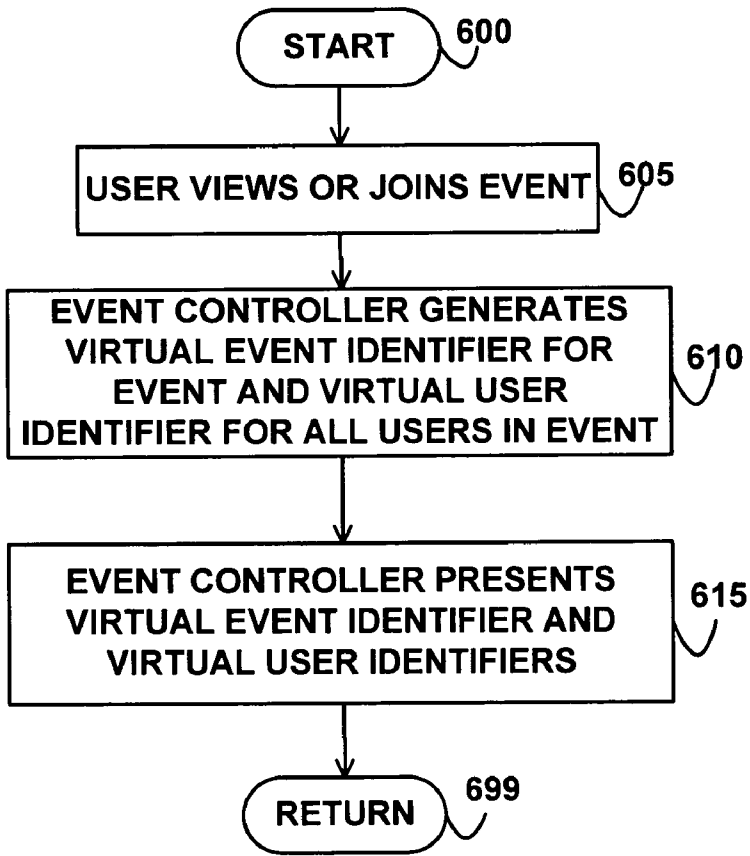 START
600
USER VIEWS OR JOINS EVENT
605
EVENT CONTROLLER GENERATES
VIRTUAL EVENT IDENTIFIER FOR
EVENT AND VIRTUAL USER
IDENTIFIER FOR ALL USERS IN EVENT
610
EVENT CONTROLLER PRESENTS
VIRTUAL EVENT IDENTIFIER AND
VIRTUAL USER IDENTIFIERS
615
RETURN
699